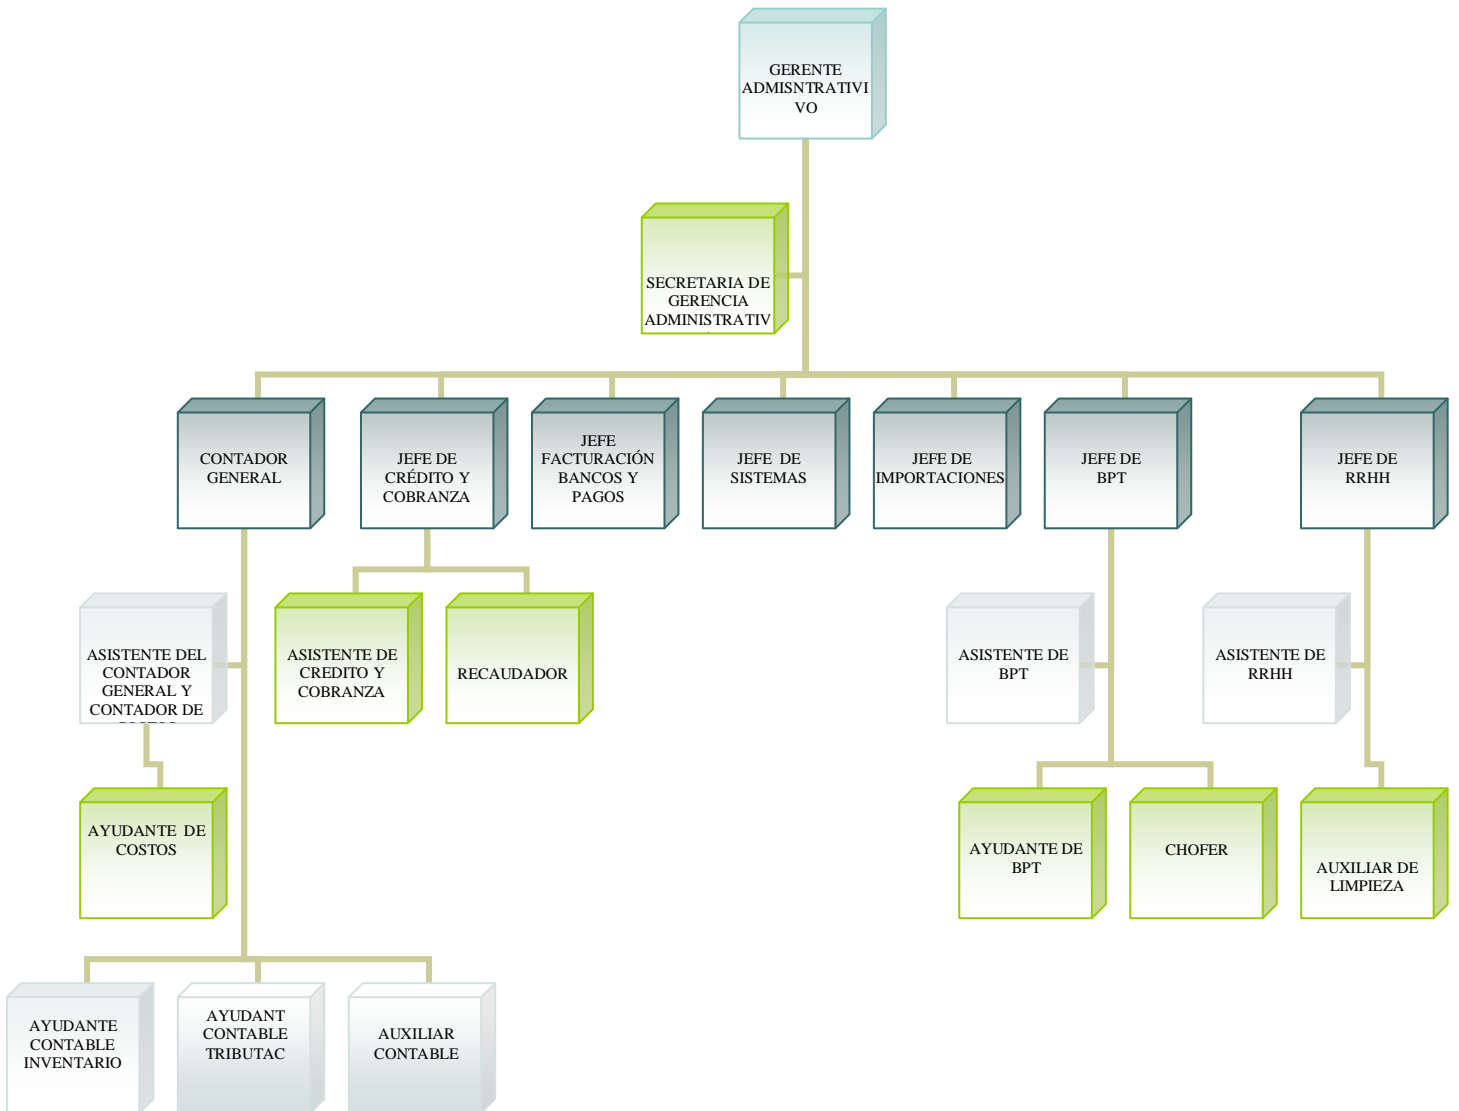 GERENTE
ADMISNTRATIVI
VO
SECRETARIA DE
GERENCIA
ADMINISTRATIV
CONTADOR
GENERAL
JEFE DE
CRÉDITO Y
COBRANZA
JEFE
FACTURACIÓN
BANCOS Y
PAGOS
JEFE DE
SISTEMAS
JEFE DE
IMPORTACIONES
JEFE DE
BPT
JEFE DE
RRHH
ASISTENTE DEL
CONTADOR
GENERAL Y
CONTADOR DE
ASISTENTE DE
CREDITO Y
COBRANZA
RECAUDADOR
ASISTENTE DE
BPT
ASISTENTE DE
RRHH
AYUDANTE DE
COSTOS
AYUDANTE DE
BPT
CHOFER
AUXILIAR DE
LIMPIEZA
AYUDANTE
CONTABLE
INVENTARIO
AYUDANT
CONTABLE
TRIBUTAC
AUXILIAR
CONTABLE